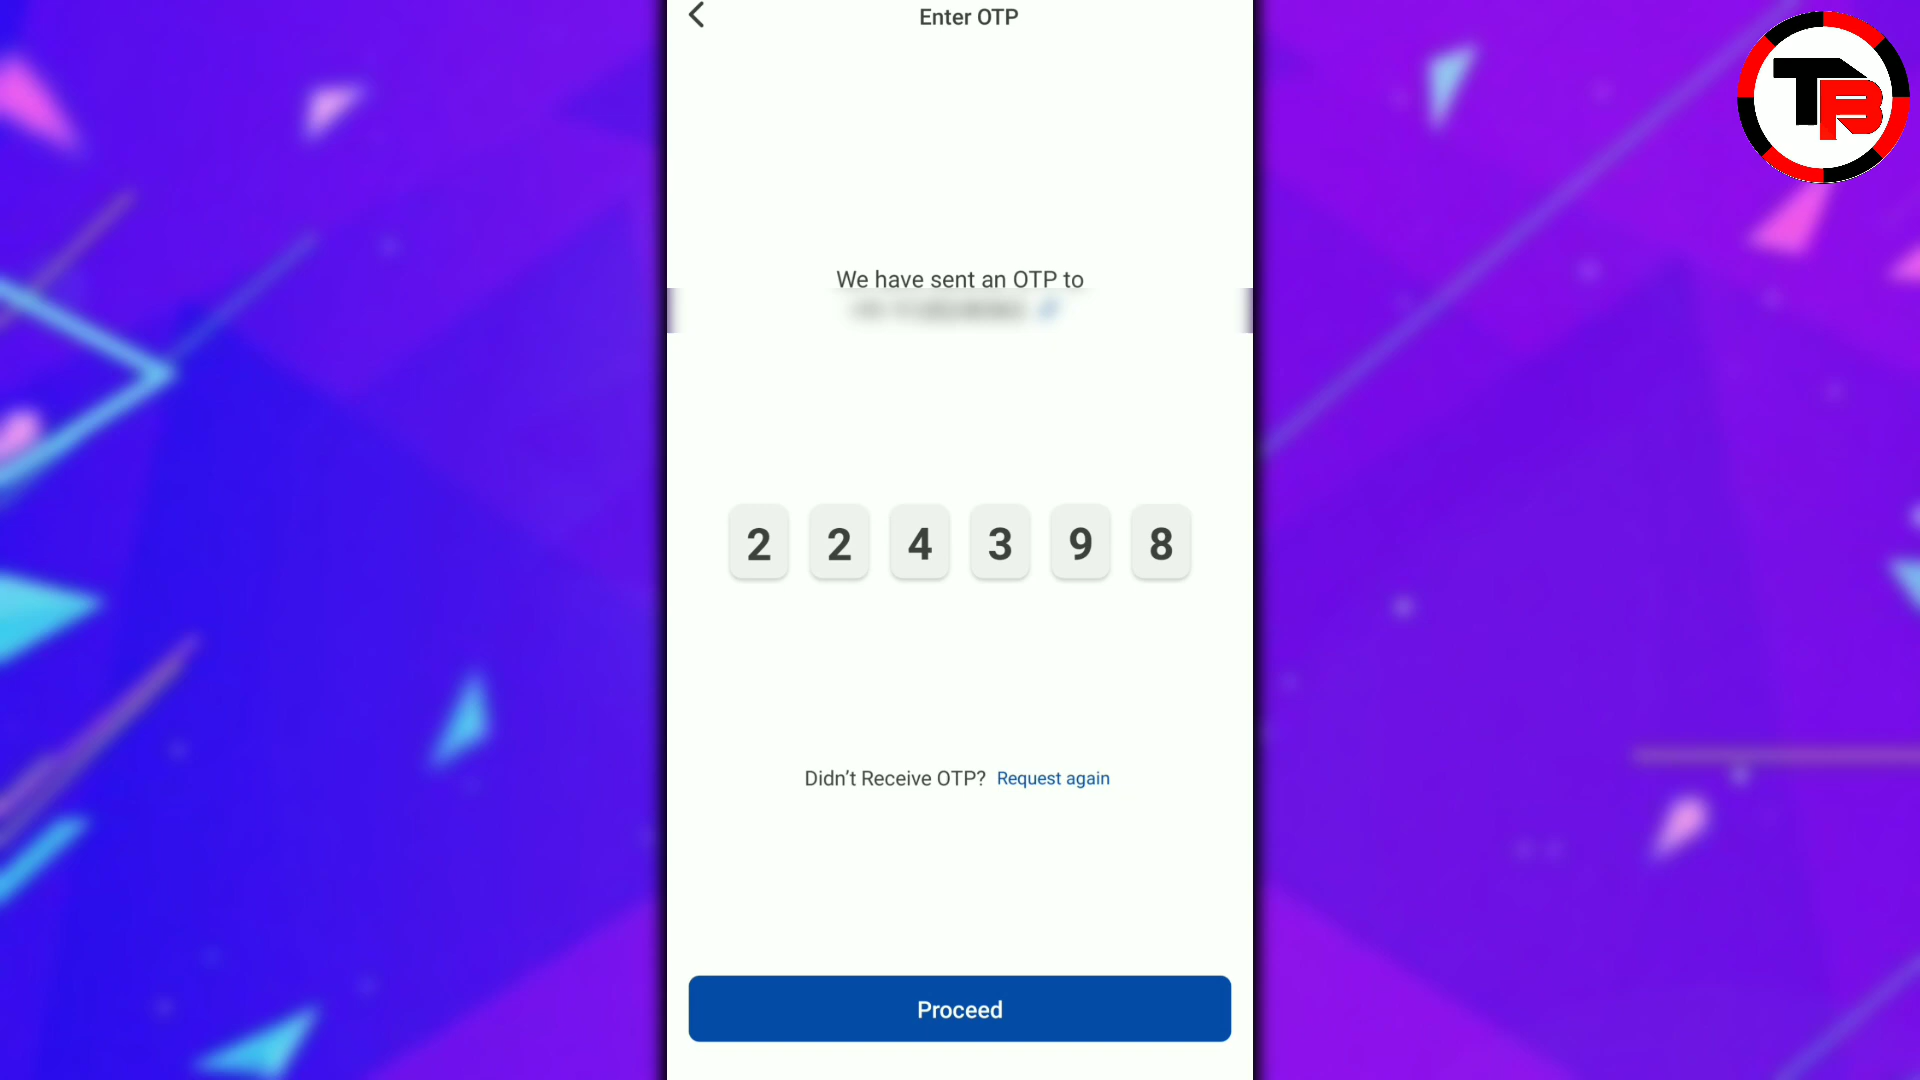 Enter OTP
TB
We have sent an OTP to
2 2 4 3 9 8
Didn’t Receive OTP? Request again
Proceed